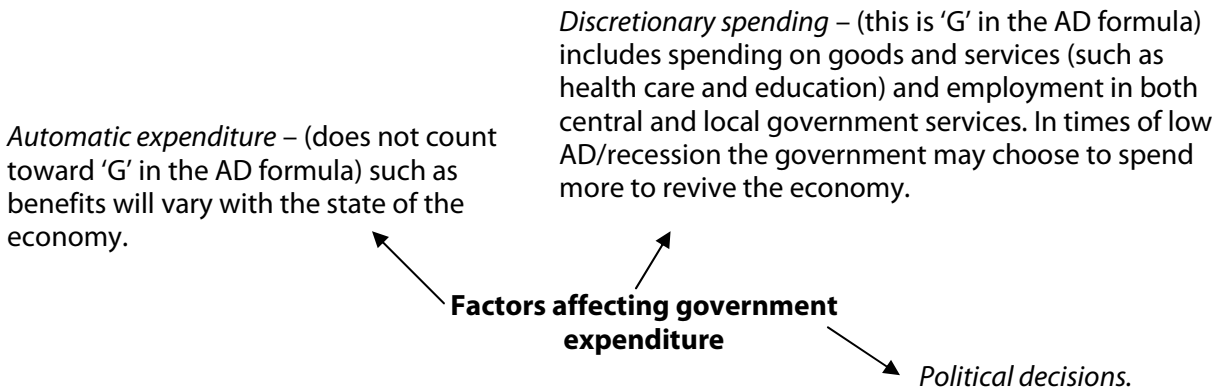 Discretionary spending – (this is ‘G’ in the AD formula)
includes spending on goods and services (such as
health care and education) and employment in both
central and local government services. In times of low
AD/recession the government may choose to spend
more to revive the economy.
Automatic expenditure – (does not count
toward ‘G’ in the AD formula) such as
benefits will vary with the state of the
economy.
Factors affecting government
expenditure
Political decisions.